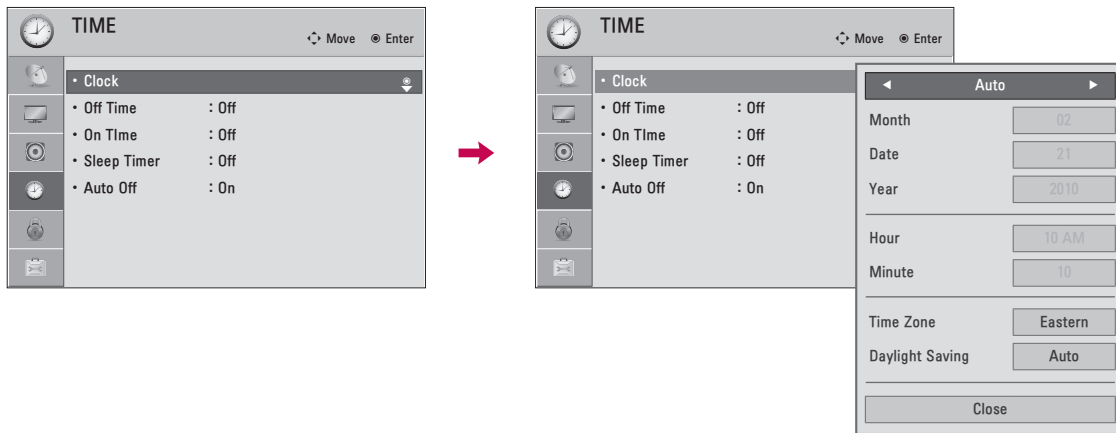 TIME
Move Enter
• Clock
• Off Time : Off
• On TIme : Off
• Sleep Timer : Off
• Auto Off : On
TIME
Move Enter
• Clock
• Off Time : Off
• On TIme : Off
• Sleep Timer : Off
• Auto Off : On
◄ Auto ►
Month 02
Date 21
Year 2010
Hour 10 AM
Minute 10
Time Zone Eastern
Daylight Saving Auto
Close